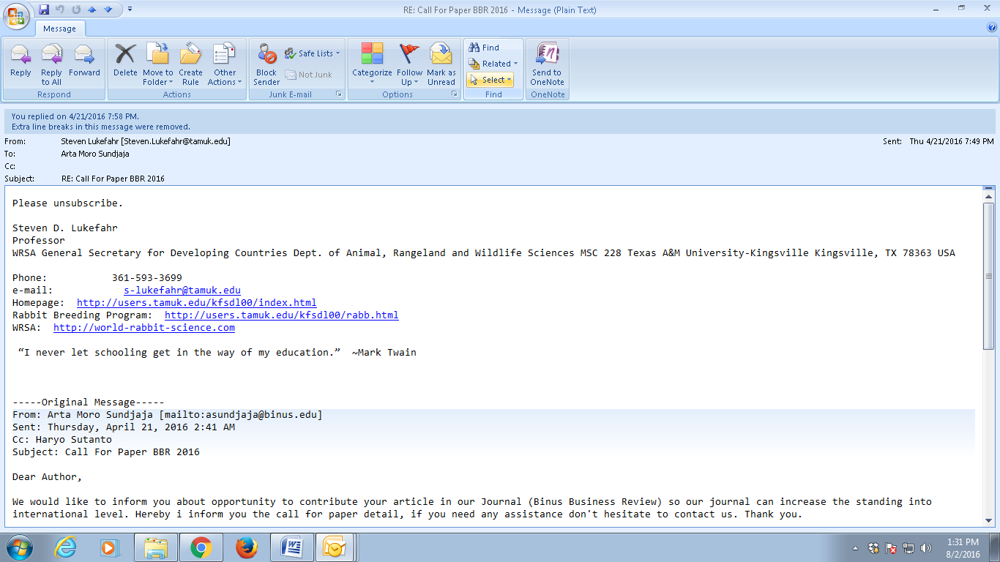 RE: Call For Paper BBR 2016 - Message (Plain Text)
Message
Reply
Reply to All
Forward
Respond
Delete
Move to Folder
Create Rule
Other Actions
Actions
Block Sender
Safe Lists
Not Junk
Junk E-mail
Categorize
Follow Up
Mark as Unread
Options
Find
Related
Select
Find
Send to OneNote
OneNote
You replied on 4/21/2016 7:58 PM.
Extra line breaks in this message were removed.
From: Steven Lukefahr [Steven.Lukefahr@tamuk.edu]
Sent: Thu 4/21/2016 7:49 PM
To: Arta Moro Sundjaja
Cc:
Subject: RE: Call For Paper BBR 2016
Please unsubscribe.
Steven D. Lukefahr
Professor
WRSA General Secretary for Developing Countries Dept. of Animal, Rangeland and Wildlife Sciences MSC 228 Texas A&M University-Kingsville Kingsville, TX 78363 USA
Phone: 361-593-3699
e-mail: s-lukefahr@tamuk.edu
Homepage: http://users.tamuk.edu/kfsdl00/index.html
Rabbit Breeding Program: http://users.tamuk.edu/kfsdl00/rabb.html
WRSA: http://world-rabbit-science.com
“I never let schooling get in the way of my education.” ~Mark Twain
-----Original Message-----
From: Arta Moro Sundjaja [mailto:asundjaja@binus.edu]
Sent: Thursday, April 21, 2016 2:41 AM
Cc: Haryo Sutanto
Subject: Call For Paper BBR 2016
Dear Author,
We would like to inform you about opportunity to contribute your article in our Journal (Binus Business Review) so our journal can increase the standing into
international level. Hereby i inform you the call for paper detail, if you need any assistance don't hesitate to contact us. Thank you.
1:31 PM
8/2/2016